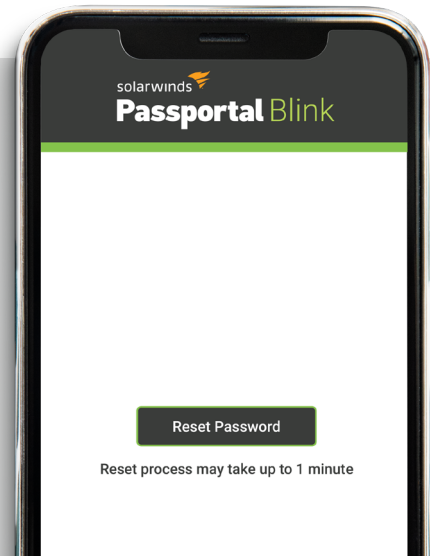 solarwinds
Passportal Blink
Reset Password
Reset process may take up to 1 minute